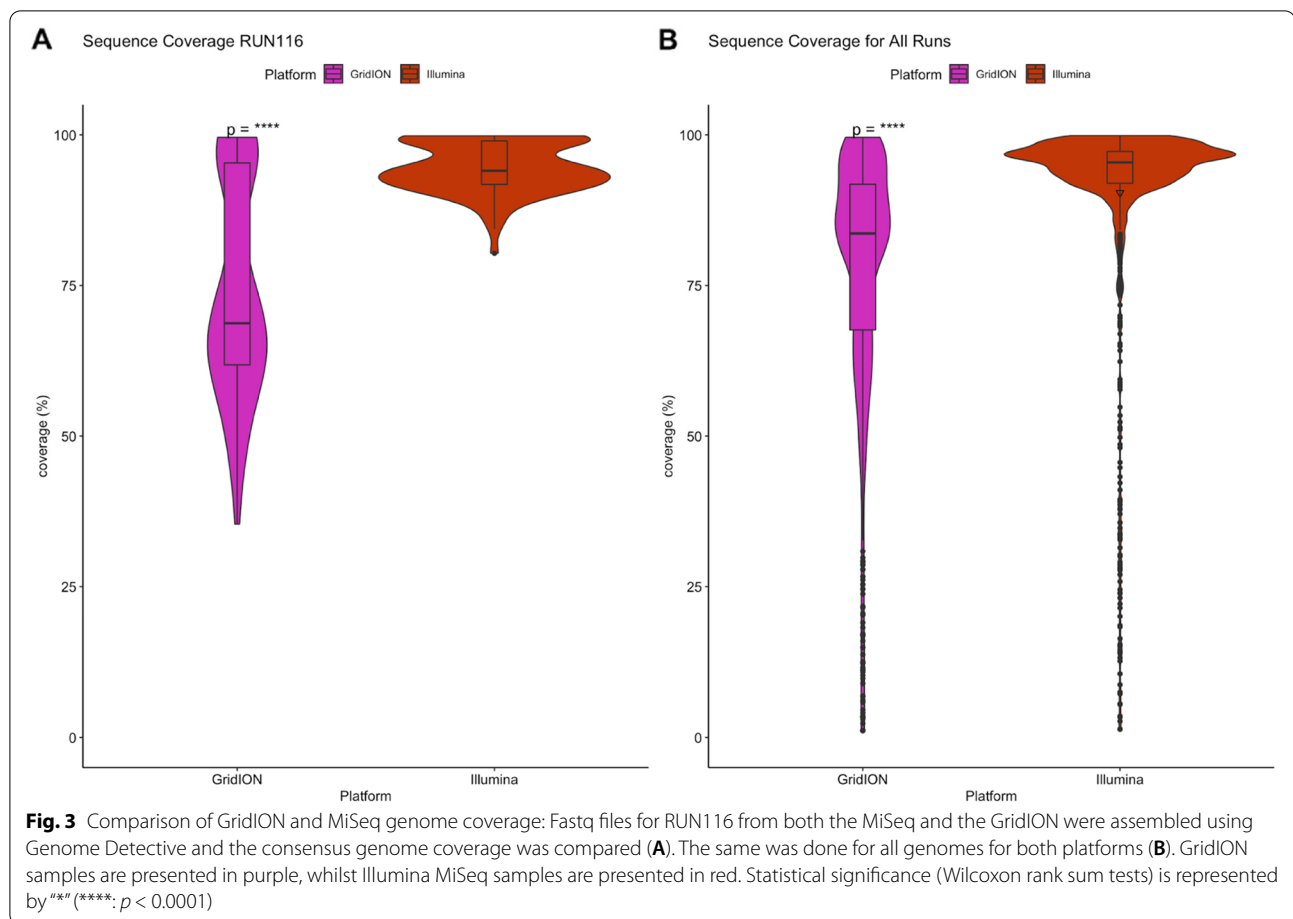 A Sequence Coverage RUN116
Platform GridION Illumina
p = ****
100
75
50
25
0
coverage (%)
GridION Illumina
Platform
B Sequence Coverage for All Runs
Platform GridION Illumina
p = ****
100
75
50
25
0
coverage (%)
GridION Illumina
Platform
Fig. 3 Comparison of GridION and MiSeq genome coverage: Fastq files for RUN116 from both the MiSeq and the GridION were assembled using
Genome Detective and the consensus genome coverage was compared (A). The same was done for all genomes for both platforms (B). GridION
samples are presented in purple, whilst Illumina MiSeq samples are presented in red. Statistical significance (Wilcoxon rank sum tests) is represented
by "*" (****: p < 0.0001)